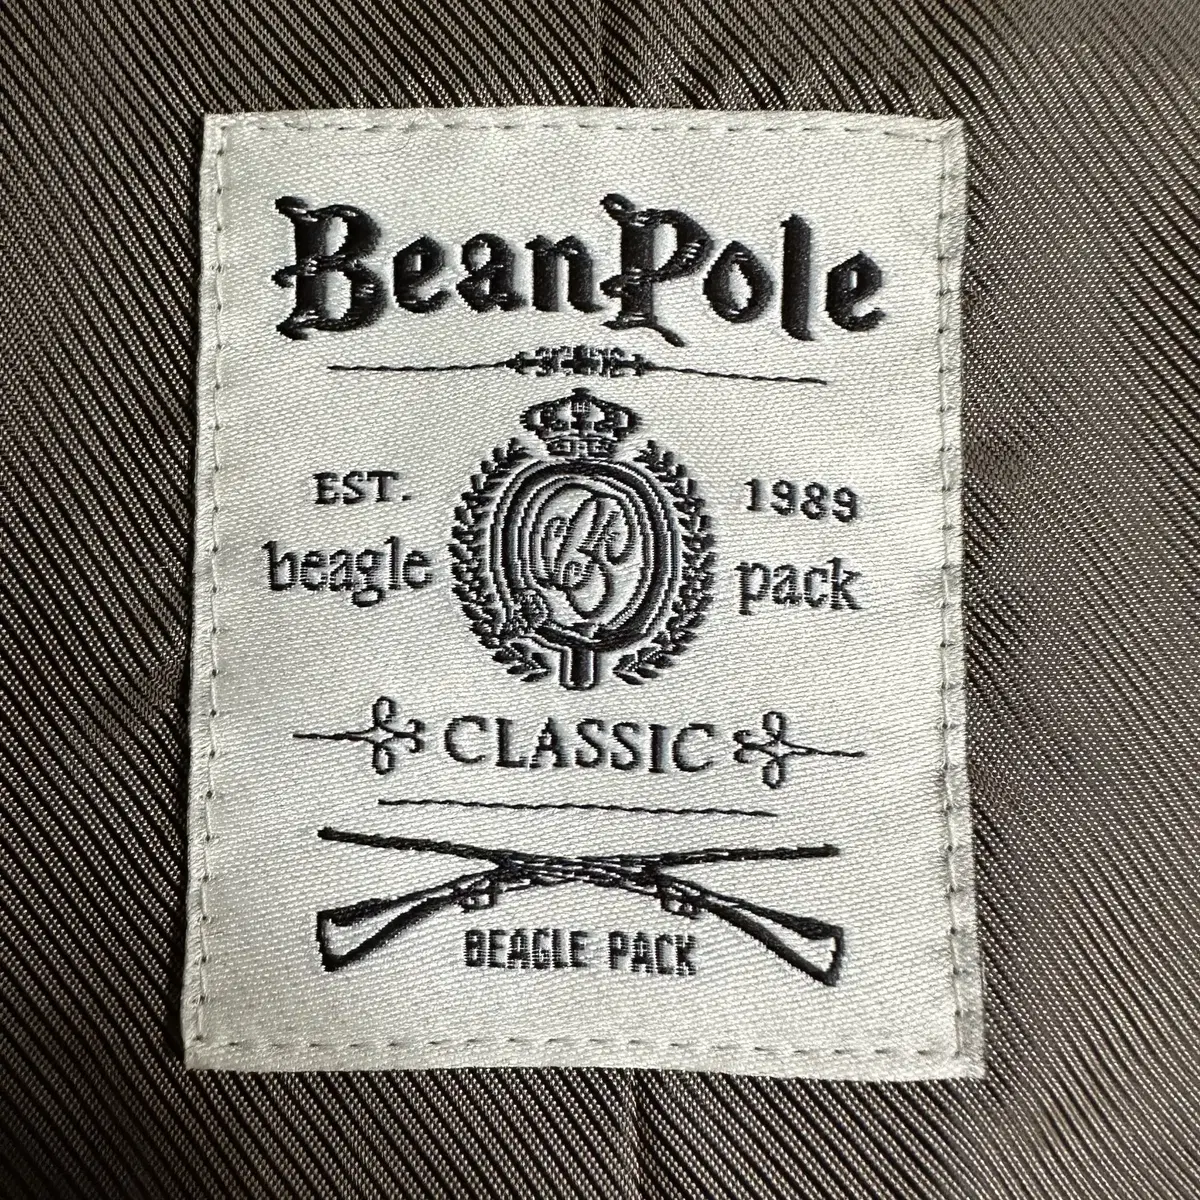 BeanPole
EST. 1989
beagle pack
CLASSIC
BEAGLE PACK